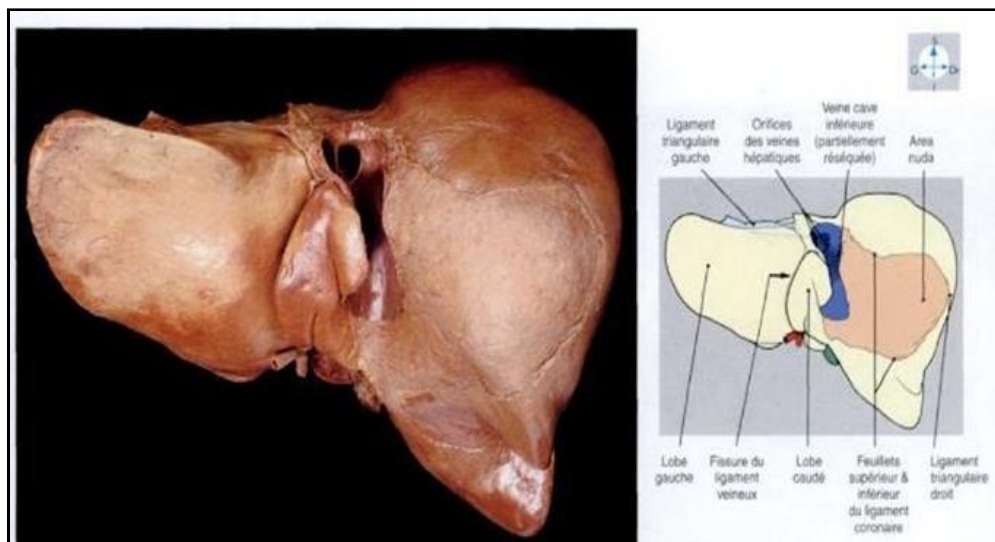 S
Ligament
triangulaire
gauche
Orifices
des veines
hépatiques
Veine cave
inférieure
(partiellement
réséquée)
Área
nuda
Lobe
gauche
Fissure du
ligament
veineux
Lobe
caudé
Feuillets
supérieur &
inférieur
du ligament
coronaire
Ligament
triangulaire
droit